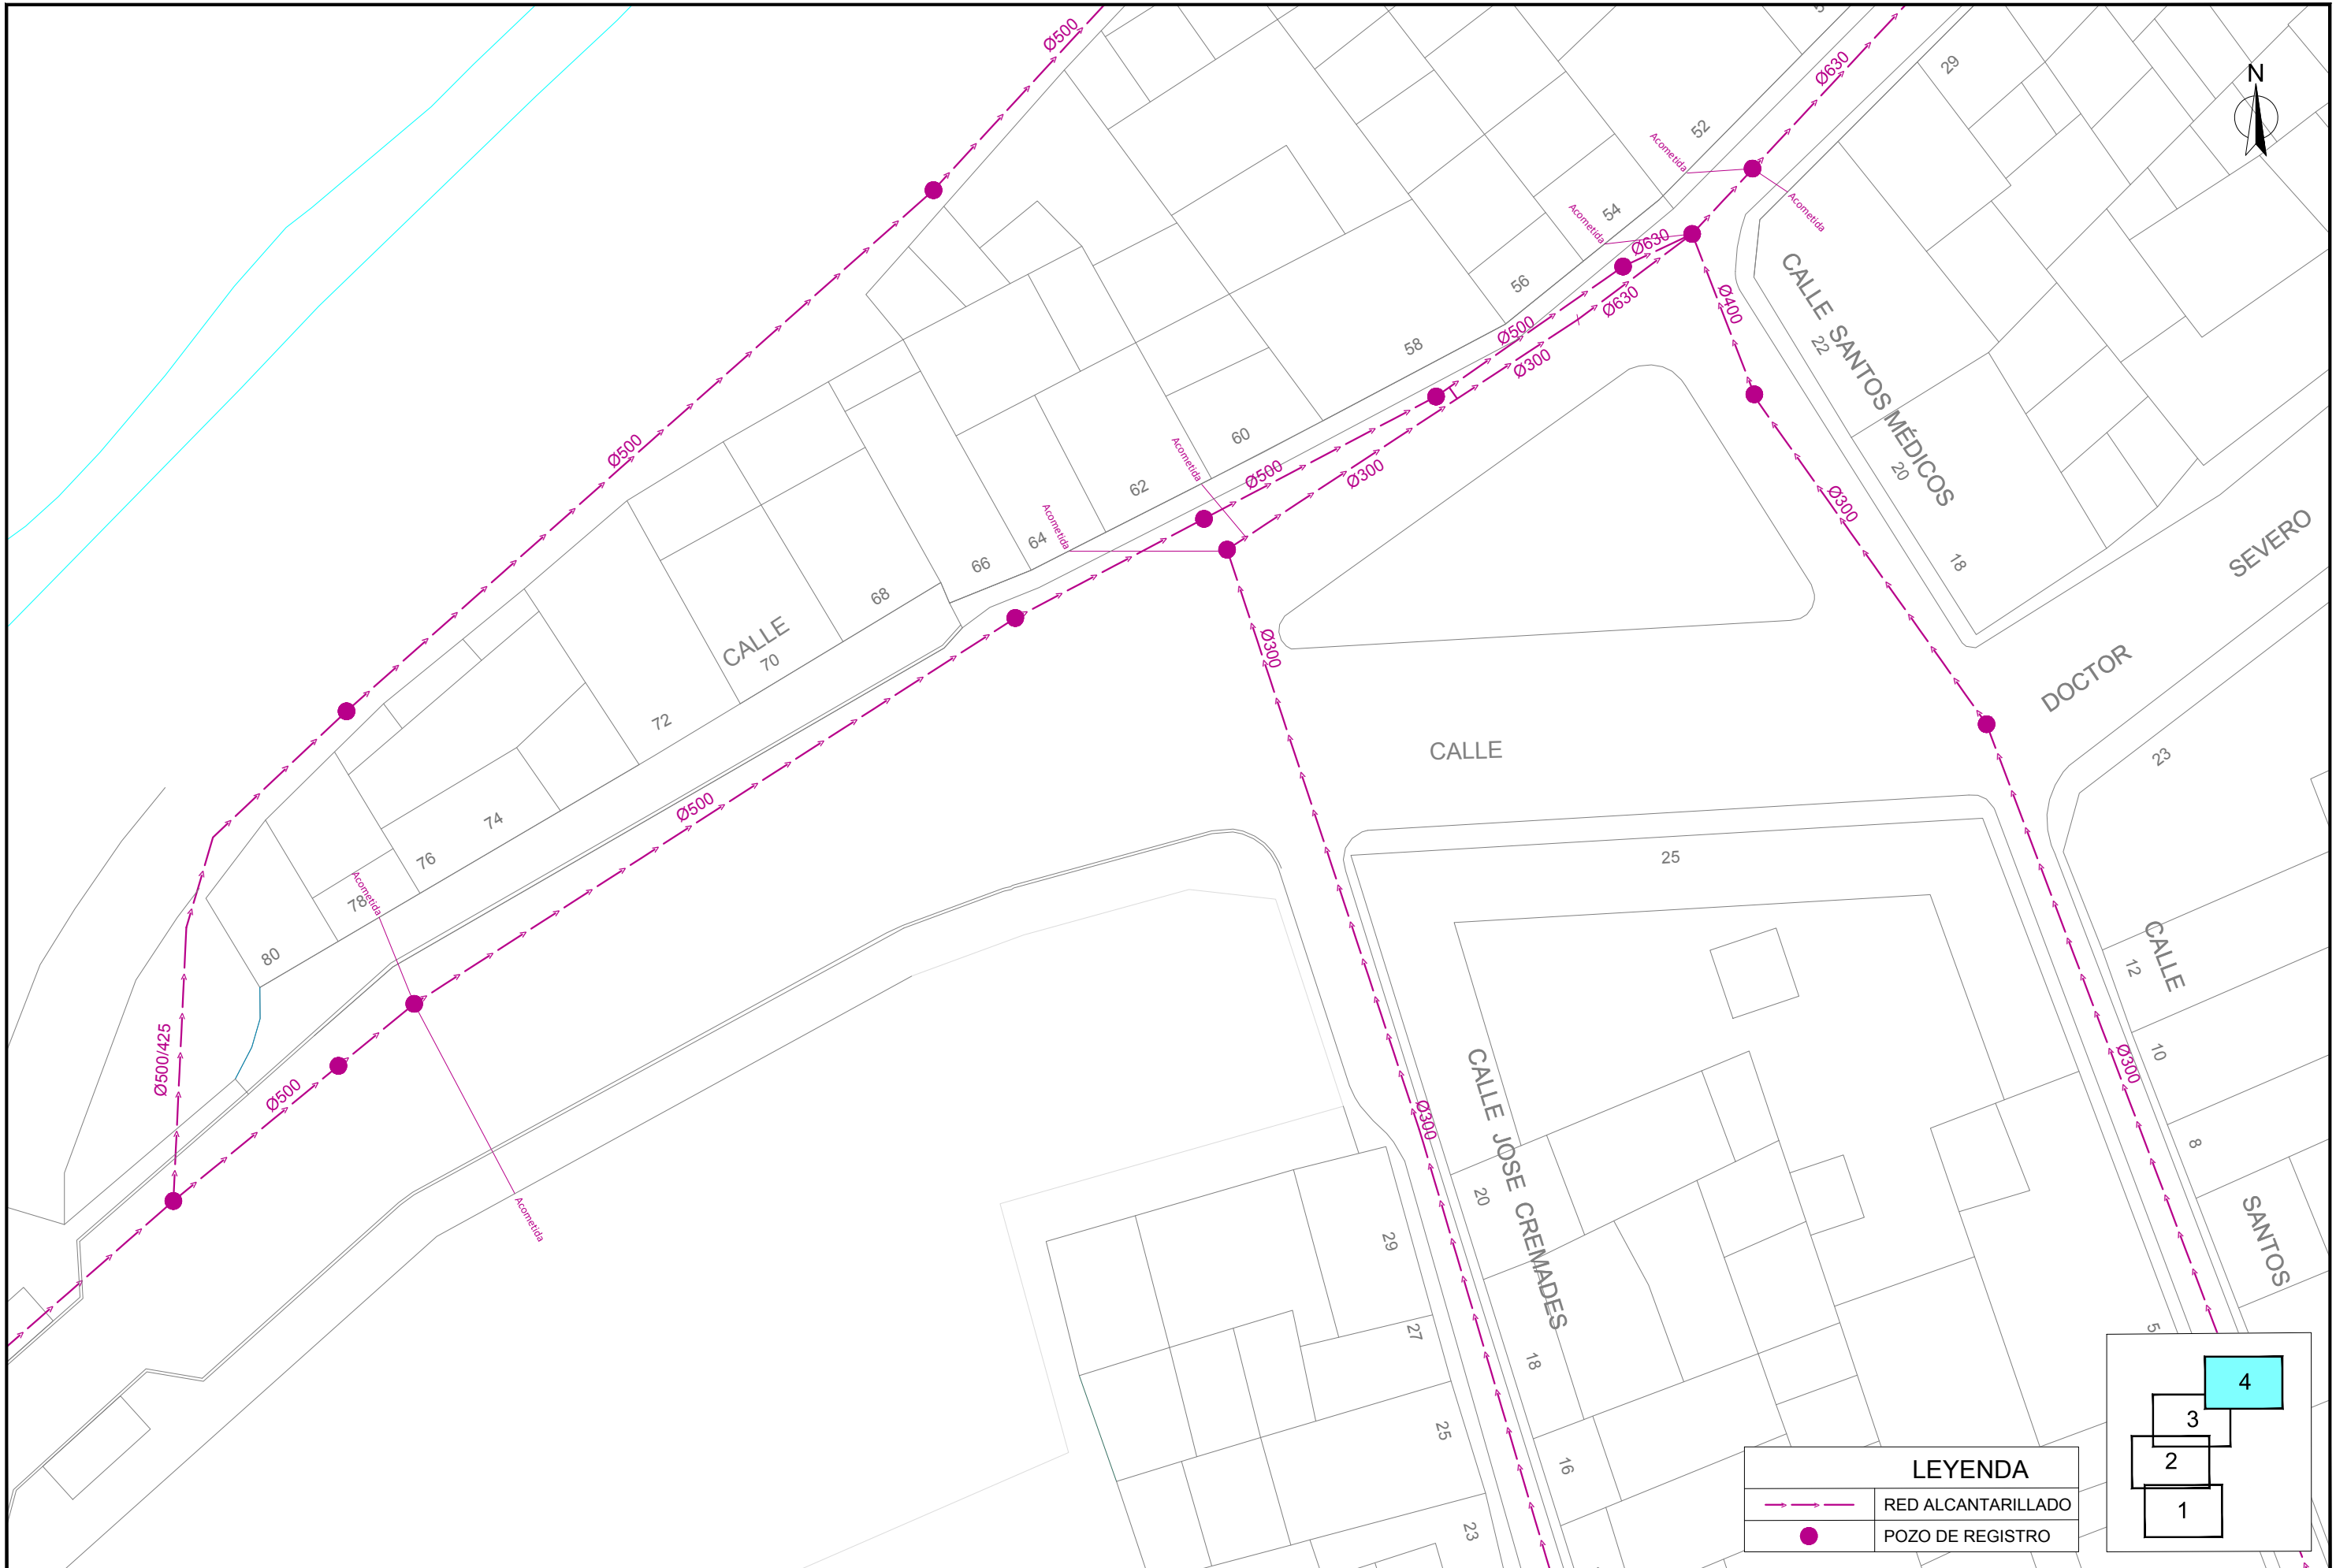 Ø500
Ø630
29
N
52
Acometida
54
Acometida
Acometida
Ø630
56
Ø630
Ø400
CALLE SANTOS MÉDICOS
22
20
18
Ø500
58
Ø300
Ø500
60
Acometida
62
Ø500
Ø300
Ø300
SEVERO
Acometida
64
66
68
CALLE
70
72
Ø300
DOCTOR
CALLE
23
Ø500
74
76
25
Acometida
78
80
CALLE
12
10
Ø500/425
Ø500
Ø300
Ø300
8
CALLE JOSE CREMADES
20
SANTOS
Acometida
29
27
18
5
25
16
23
4
3
2
1
LEYENDA
RED ALCANTARILLADO
POZO DE REGISTRO